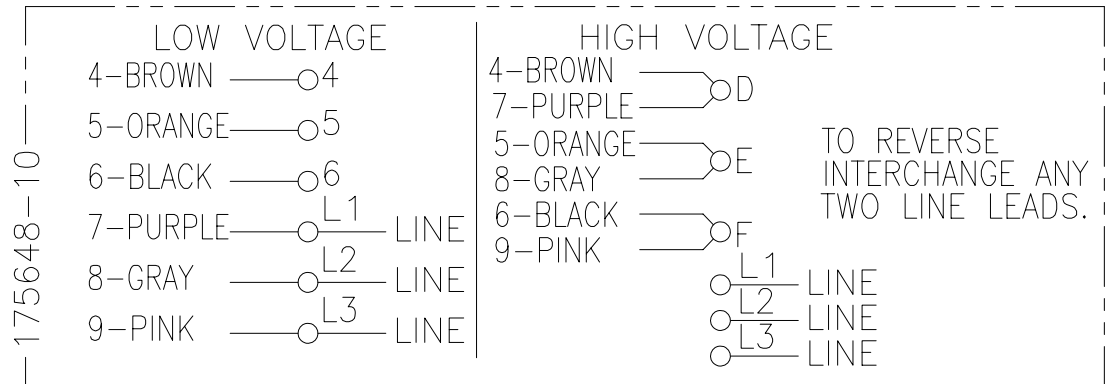 175648-10
LOW VOLTAGE
4-BROWN 4
5-ORANGE 5
6-BLACK 6
7-PURPLE L1 LINE
8-GRAY L2 LINE
9-PINK L3 LINE
HIGH VOLTAGE
4-BROWN
7-PURPLE
D
5-ORANGE
8-GRAY
E
6-BLACK
9-PINK
F
L1 LINE
L2 LINE
L3 LINE
TO REVERSE
INTERCHANGE ANY
TWO LINE LEADS.